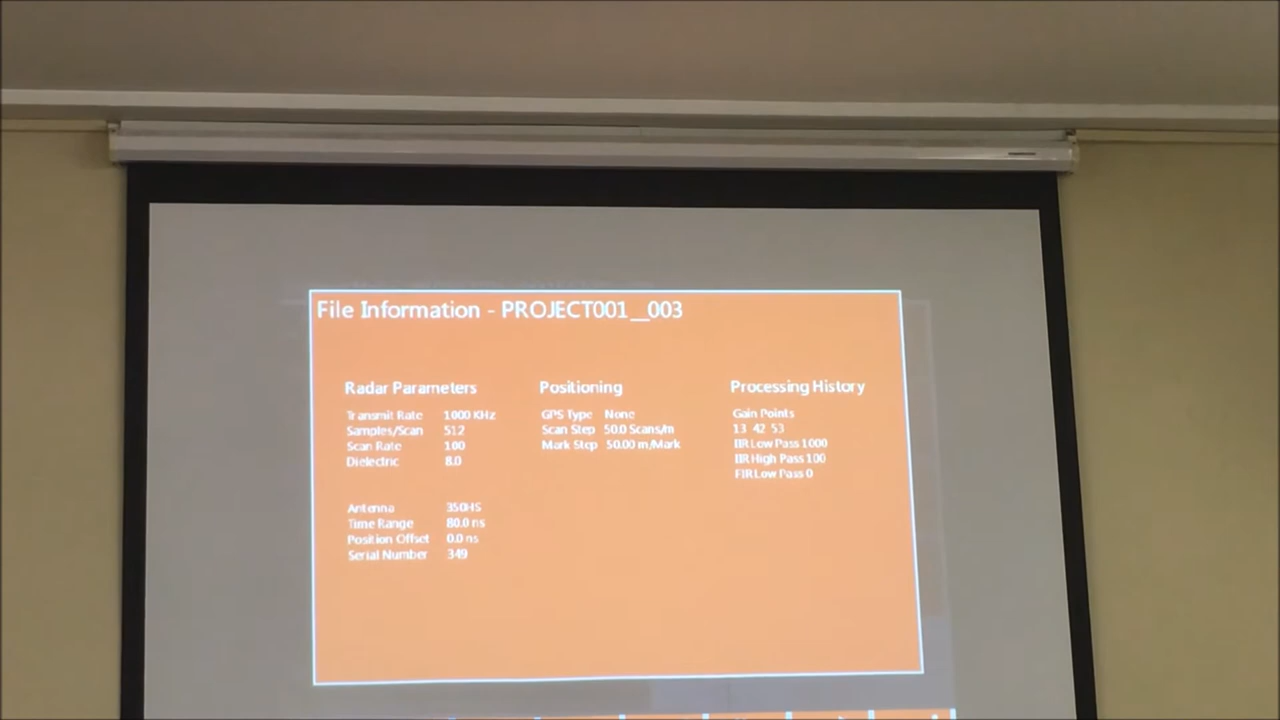 File Information - PROJECT001__003
Radar Parameters
Transmit Rate 1000 KHz
Samples/Scan 512
Scan Rate 100
Dielectric 8.0
Antenna 350HS
Time Range 80.0 ns
Position Offset 0.0 ns
Serial Number 349
Positioning
GPS Type None
Scan Step 50.0 Scans/m
Mark Step 50.00 m/Mark
Processing History
Gain Points
13 42 53
IIR Low Pass 1000
IIR High Pass 100
FIR Low Pass 0